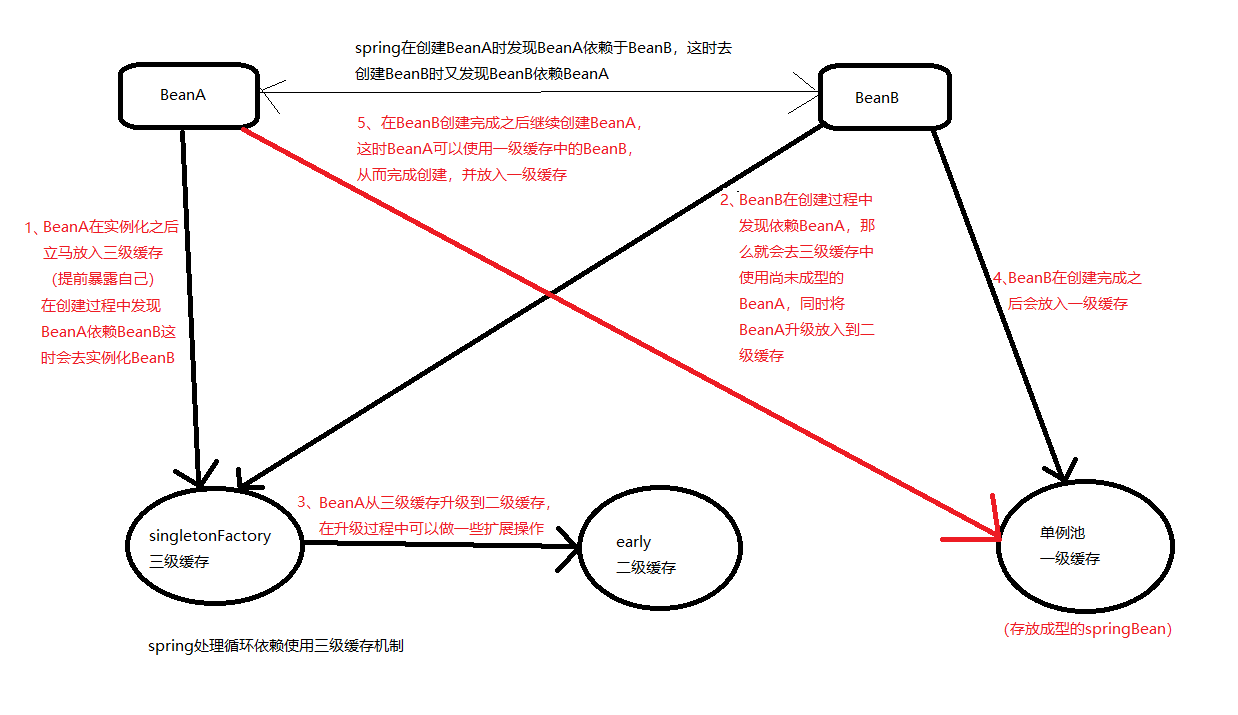 spring在创建BeanA时发现BeanA依赖于BeanB，这时去
创建BeanB时又发现BeanB依赖BeanA
BeanA
BeanB
5、在BeanB创建完成之后继续创建BeanA，
这时BeanA可以使用一级缓存中的BeanB，
从而完成创建，并放入一级缓存
1、BeanA在实例化之后
立马放入三级缓存
（提前暴露自己）
在创建过程中发现
BeanA依赖BeanB这
时会去实例化BeanB
2、BeanB在创建过程中
发现依赖BeanA，那
么就会去三级缓存中
使用尚未成型的
BeanA，同时将
BeanA升级放入到二
级缓存
4、BeanB在创建完成之
后会放入一级缓存
3、BeanA从三级缓存升级到二级缓存，
在升级过程中可以做一些扩展操作
singletonFactory
三级缓存
early
二级缓存
单例池
一级缓存
（存放成型的springBean）
spring处理循环依赖使用三级缓存机制